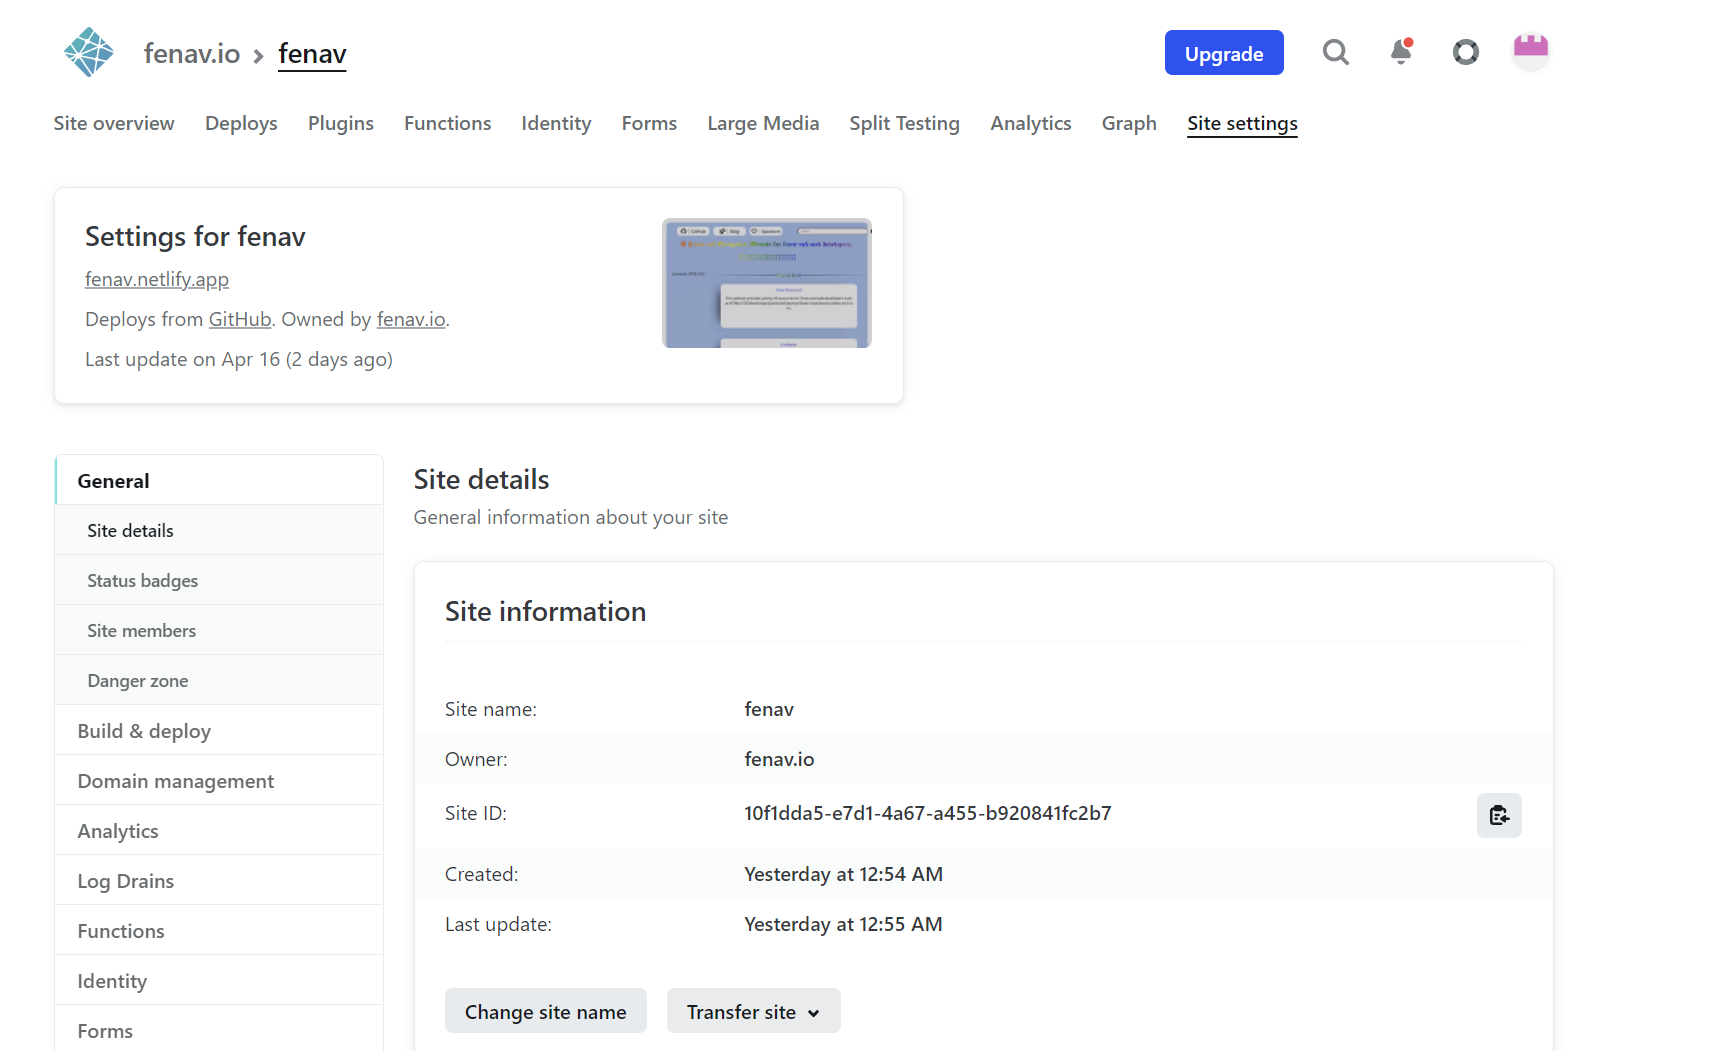 fenav.io › fenav
Upgrade
Site overview Deploys Plugins Functions Identity Forms Large Media Split Testing Analytics Graph Site settings
Settings for fenav
fenav.netlify.app
Deploys from GitHub. Owned by fenav.io.
Last update on Apr 16 (2 days ago)
GitHub Blog Sponsors
General
Site details
Status badges
Site members
Danger zone
Build & deploy
Domain management
Analytics
Log Drains
Functions
Identity
Forms
Site details
General information about your site
Site information
Site name: fenav
Owner: fenav.io
Site ID: 10f1dda5-e7d1-4a67-a455-b920841fc2b7
Created: Yesterday at 12:54 AM
Last update: Yesterday at 12:55 AM
Change site name Transfer site